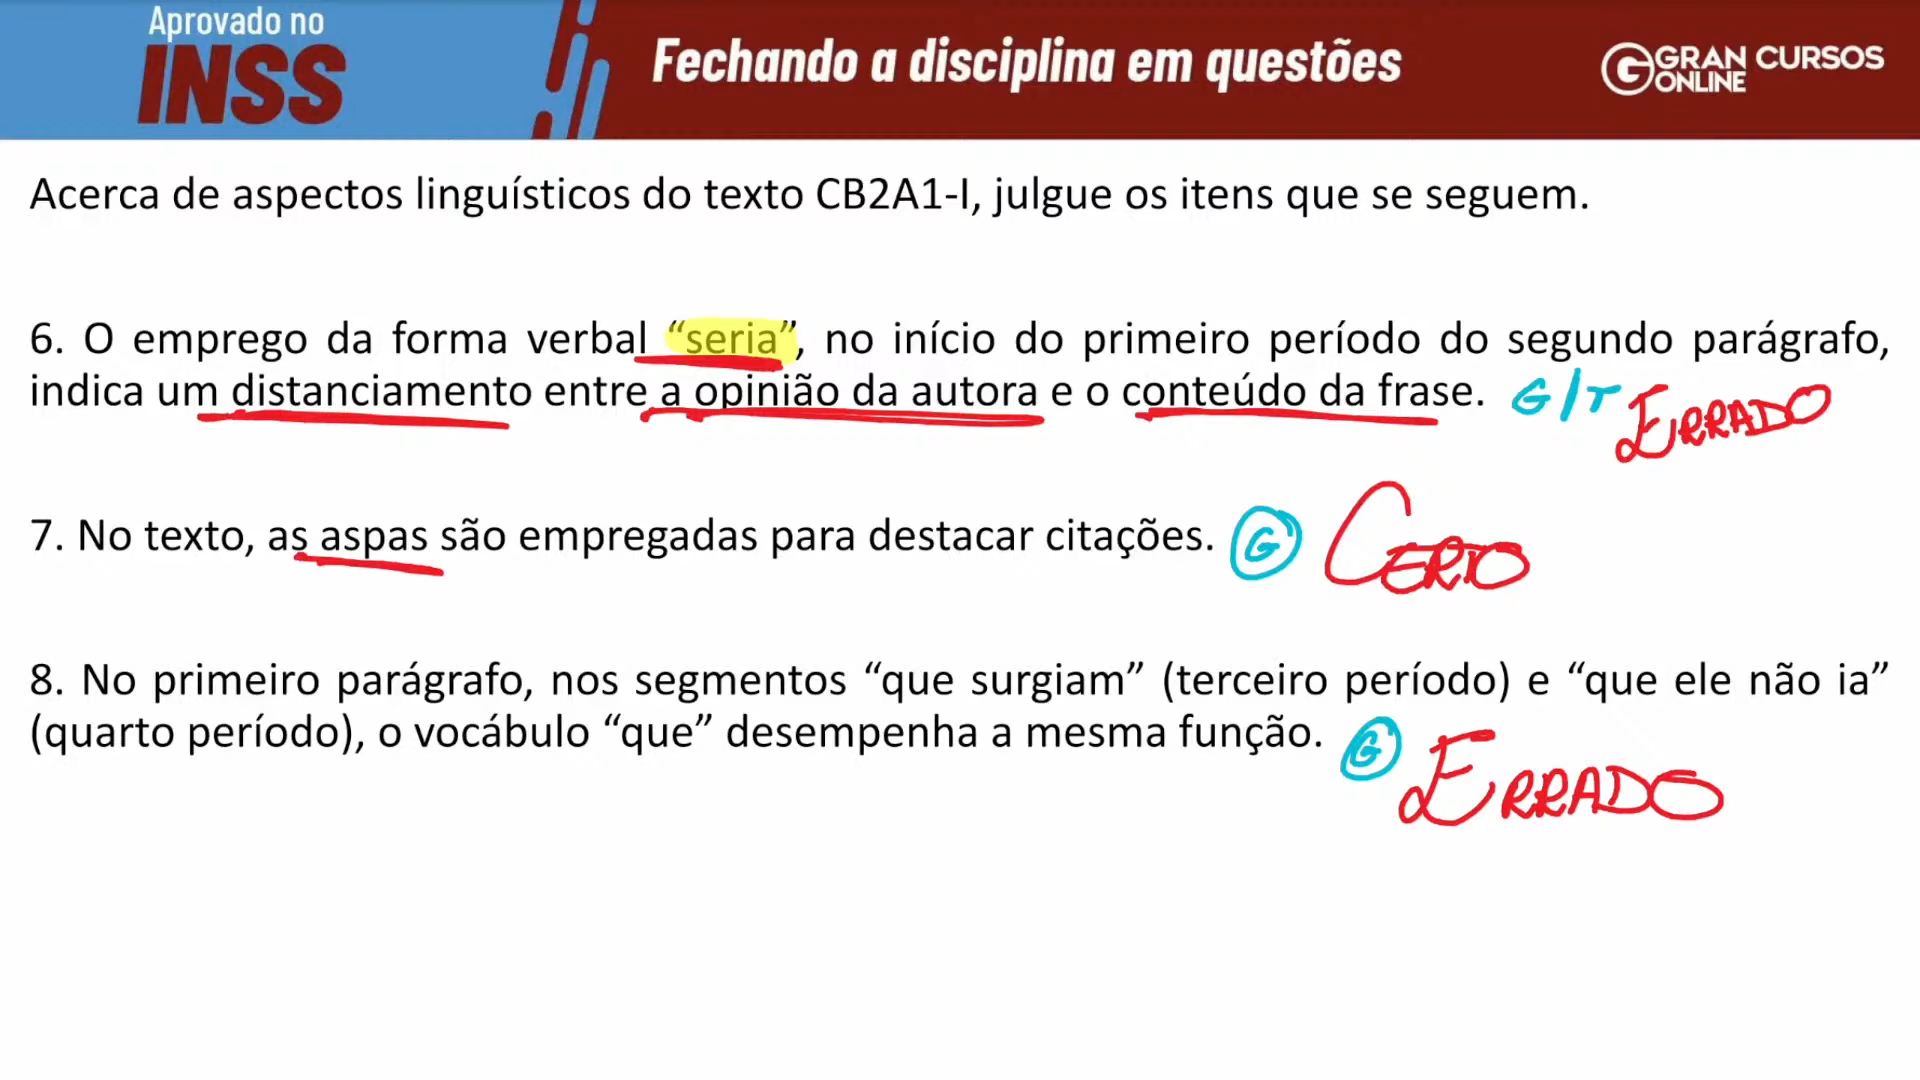 Aprovado no
INSS
Fechando a disciplina em questões
GRAN CURSOS
ONLINE
Acerca de aspectos linguísticos do texto CB2A1-I, julgue os itens que se seguem.
6. O emprego da forma verbal “seria”, no início do primeiro período do segundo parágrafo,
indica um distanciamento entre a opinião da autora e o conteúdo da frase. G/T ERRADO
7. No texto, as aspas são empregadas para destacar citações. G CERTO
8. No primeiro parágrafo, nos segmentos “que surgiam” (terceiro período) e “que ele não ia”
(quarto período), o vocábulo “que” desempenha a mesma função. G ERRADO